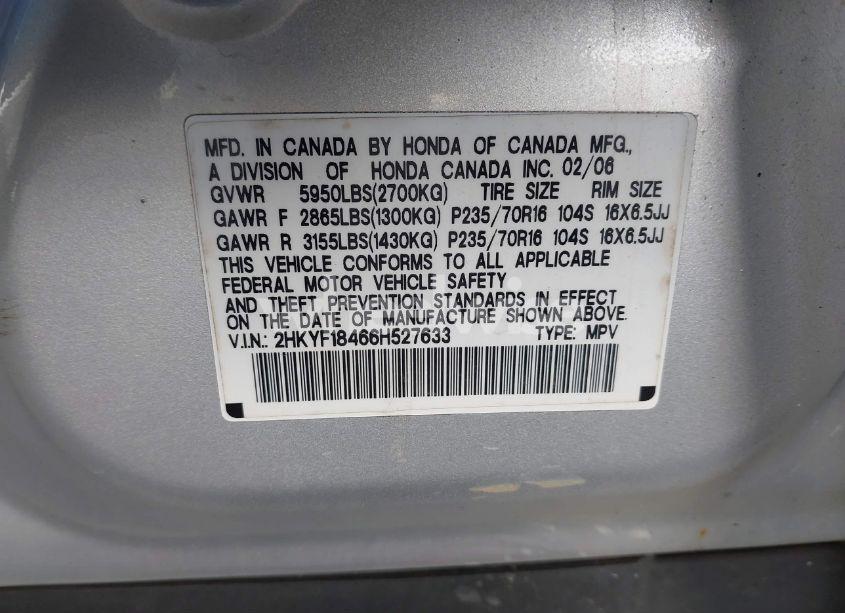 MFD. IN CANADA BY HONDA OF CANADA MFG.,
A DIVISION OF HONDA CANADA INC. 02/06
GVWR 5950LBS(2700KG) TIRE SIZE RIM SIZE
GAWR F 2865LBS(1300KG) P235/70R16 104S 16X6.5JJ
GAWR R 3155LBS(1430KG) P235/70R16 104S 16X6.5JJ
THIS VEHICLE CONFORMS TO ALL APPLICABLE
FEDERAL MOTOR VEHICLE SAFETY
AND THEFT PREVENTION STANDARDS IN EFFECT
ON THE DATE OF MANUFACTURE SHOWN ABOVE.
V.I.N.: 2HKYF18466H527633 TYPE: MPV